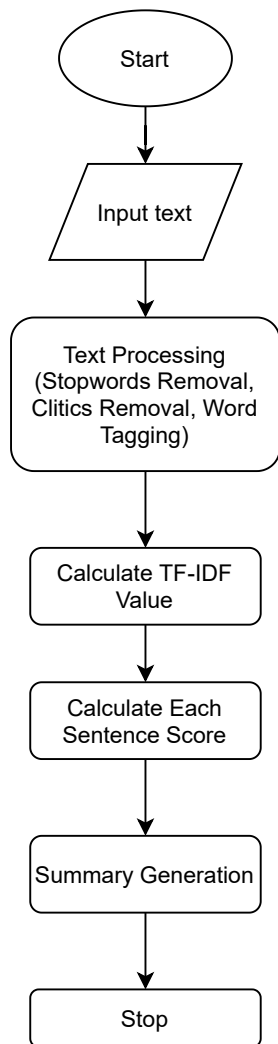 Start
Input text
Text Processing
(Stopwords Removal,
Clitics Removal, Word
Tagging)
Calculate TF-IDF
Value
Calculate Each
Sentence Score
Summary Generation
Stop